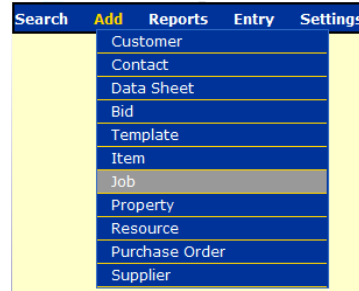 Search Add Reports Entry Settings
Customer
Contact
Data Sheet
Bid
Template
Item
Job
Property
Resource
Purchase Order
Supplier